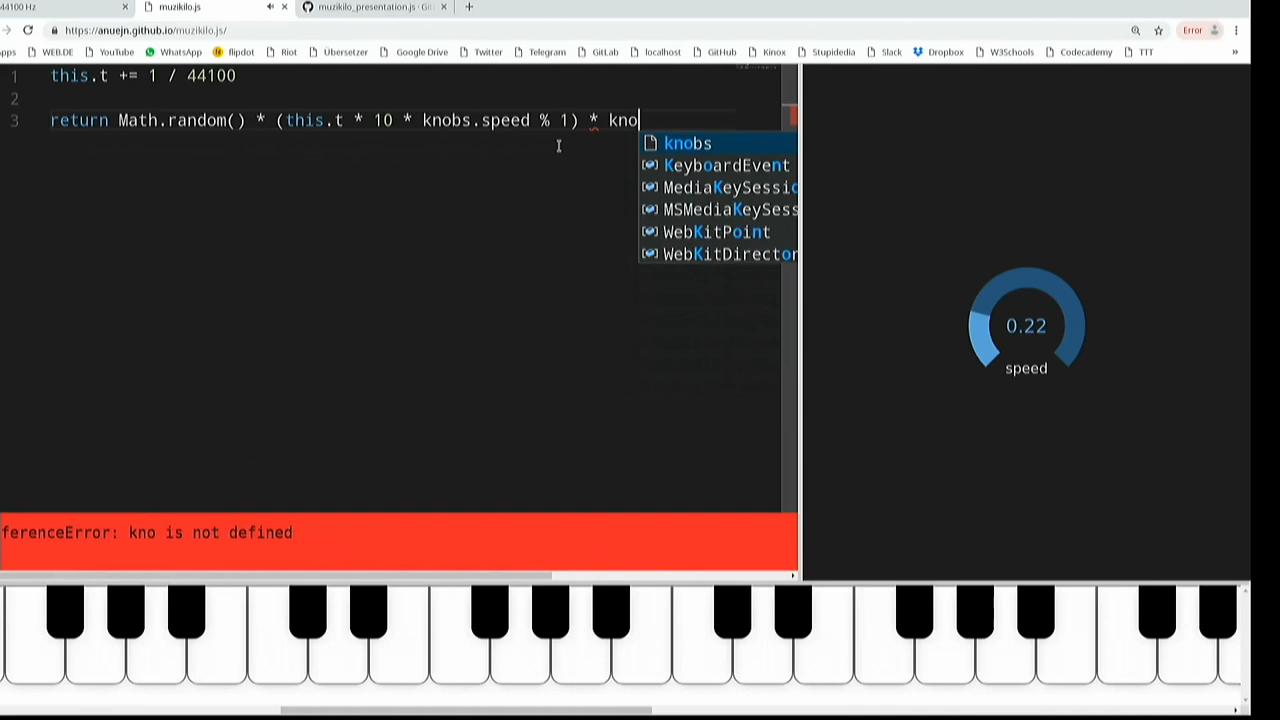 44100 Hz
muzikilo.js
muzikilo_presentation.js · Git
https://anuejn.github.io/muzikilo.js/
Error
pps WEB.DE YouTube WhatsApp flipdot Riot Übersetzer Google Drive Twitter Telegram GitLab localhost GitHub Kinox Stupidedia Slack Dropbox W3Schools Codecademy TTT »
1 this.t += 1 / 44100
2
3 return Math.random() * (this.t * 10 * knobs.speed % 1) * kno
knobs
KeyboardEvent
MediaKeySessio
MSMediaKeySess
WebKitPoint
WebKitDirector
0.22
speed
ferenceError: kno is not defined